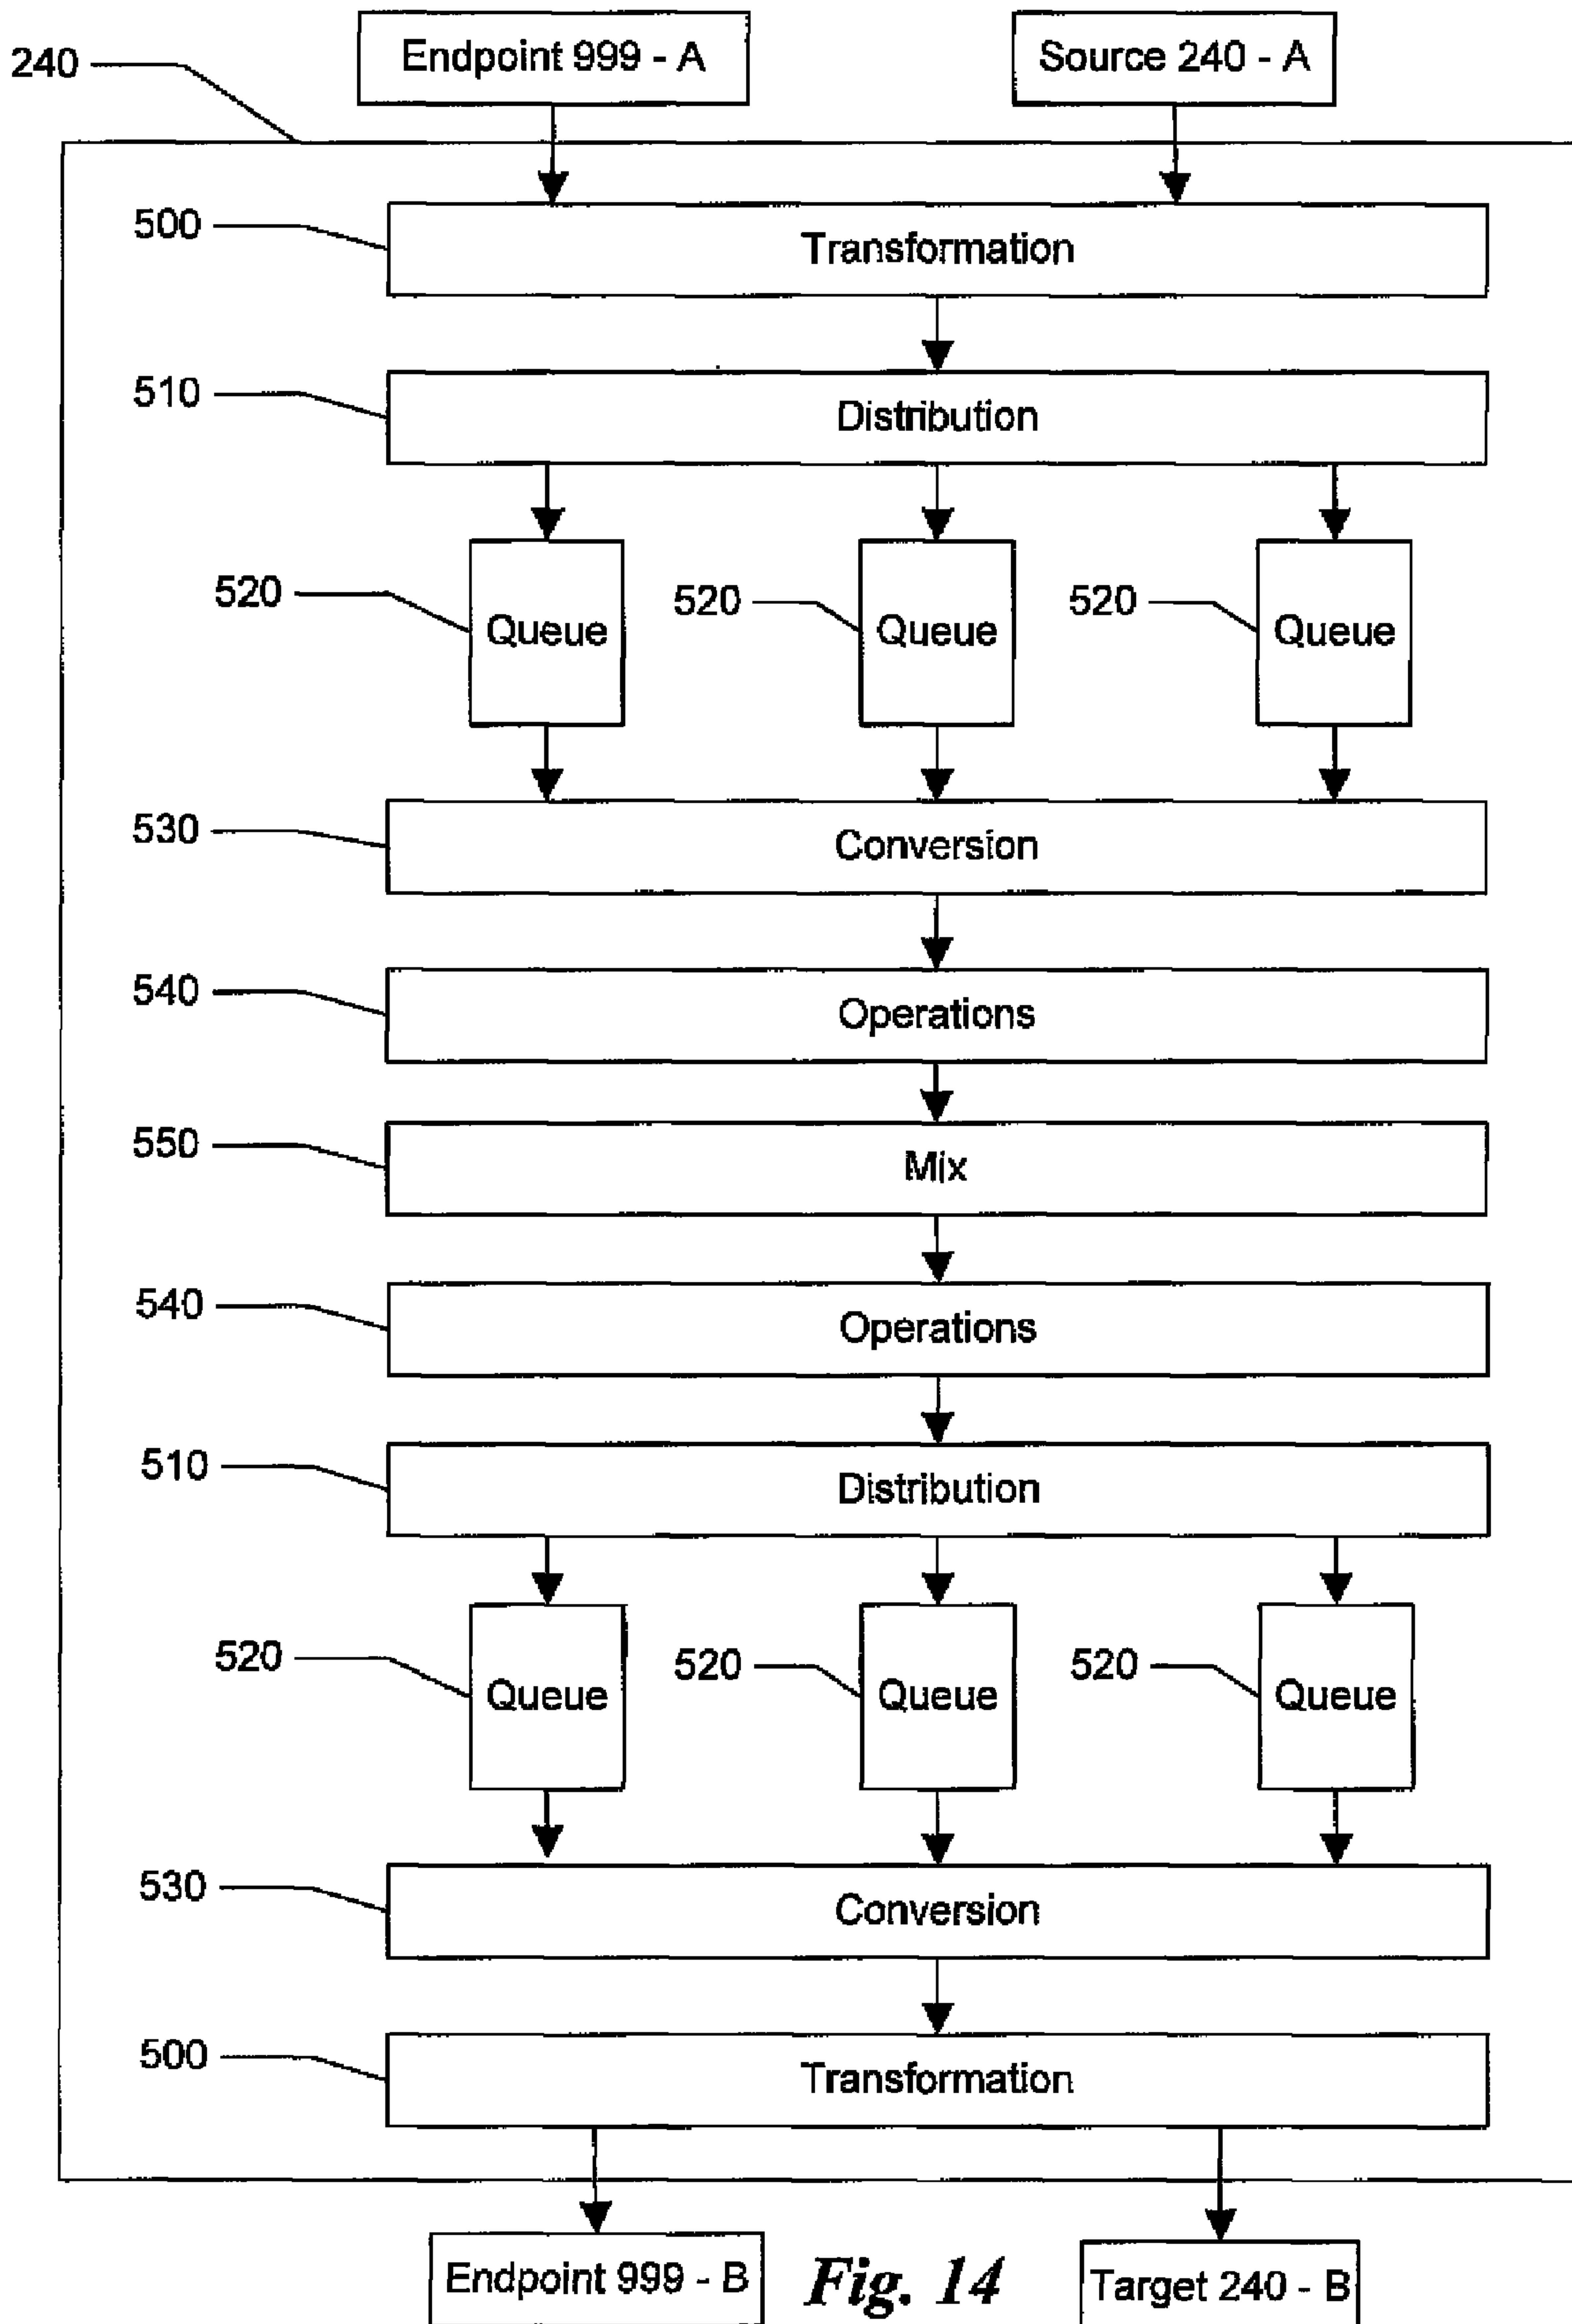 Endpoint 999 - A
Source 240 - A
240
500
Transformation
510
Distribution
520
Queue
520
Queue
520
Queue
530
Conversion
540
Operations
550
Mix
540
Operations
510
Distribution
520
Queue
520
Queue
520
Queue
530
Conversion
500
Transformation
Endpoint 999 - B
Fig. 14
Target 240 - B